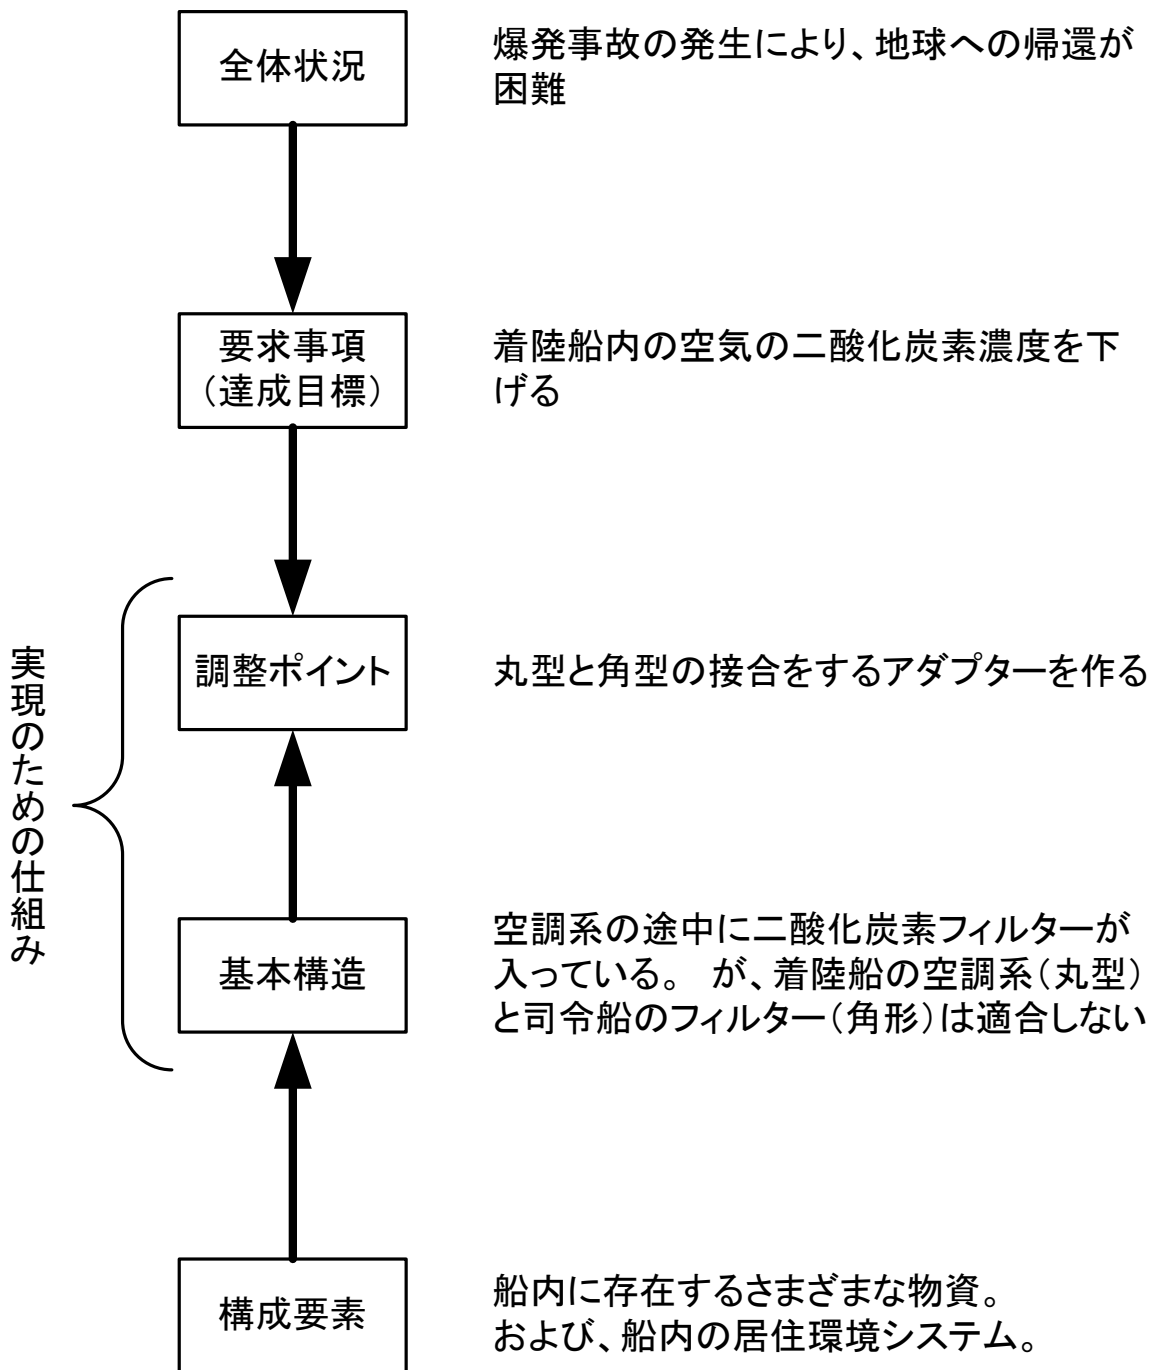 全体状況
爆発事故の発生により、地球への帰還が
困難
要求事項
（達成目標）
着陸船内の空気の二酸化炭素濃度を下
げる
実現のための仕組み
調整ポイント
丸型と角型の接合をするアダプターを作る
基本構造
空調系の途中に二酸化炭素フィルターが
入っている。 が、着陸船の空調系（丸型）
と司令船のフィルター（角形）は適合しない
構成要素
船内に存在するさまざまな物資。
および、船内の居住環境システム。